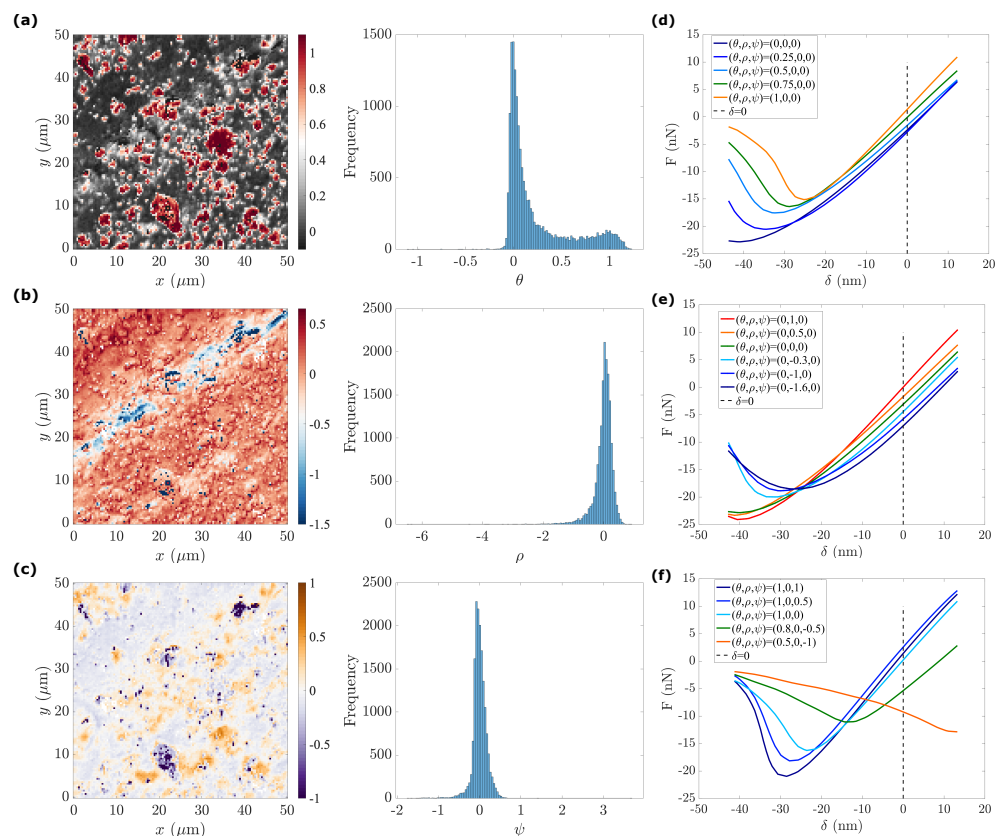 (a)
50
40
30
20
10
0
y (μm)
0 10 20 30 40 50
x (μm)
1
0.8
0.6
0.4
0.2
0
1500
1000
500
0
Frequency
-1 -0.5 0 0.5 1
θ
(d)
15
10
5
0
-5
-10
-15
-20
-25
F (nN)
(θ,ρ,ψ)=(0,0,0)
(θ,ρ,ψ)=(0.25,0,0)
(θ,ρ,ψ)=(0.5,0,0)
(θ,ρ,ψ)=(0.75,0,0)
(θ,ρ,ψ)=(1,0,0)
δ=0
-50 -40 -30 -20 -10 0 10 20
δ (nm)
(b)
50
40
30
20
10
0
y (μm)
0 10 20 30 40 50
x (μm)
0.5
0
-0.5
-1
-1.5
2500
2000
1500
1000
500
0
Frequency
-6 -4 -2 0
ρ
(e)
15
10
5
0
-5
-10
-15
-20
-25
F (nN)
(θ,ρ,ψ)=(0,1,0)
(θ,ρ,ψ)=(0,0.5,0)
(θ,ρ,ψ)=(0,0,0)
(θ,ρ,ψ)=(0,-0.3,0)
(θ,ρ,ψ)=(0,-1,0)
(θ,ρ,ψ)=(0,-1.6,0)
δ=0
-50 -40 -30 -20 -10 0 10 20
δ (nm)
(c)
50
40
30
20
10
0
y (μm)
0 10 20 30 40 50
x (μm)
1
0.5
0
-0.5
-1
2500
2000
1500
1000
500
0
Frequency
-2 -1 0 1 2 3
ψ
(f)
15
10
5
0
-5
-10
-15
-20
-25
F (nN)
(θ,ρ,ψ)=(1,0,1)
(θ,ρ,ψ)=(1,0,0.5)
(θ,ρ,ψ)=(1,0,0)
(θ,ρ,ψ)=(0.8,0,-0.5)
(θ,ρ,ψ)=(0.5,0,-1)
δ=0
-50 -40 -30 -20 -10 0 10 20
δ (nm)